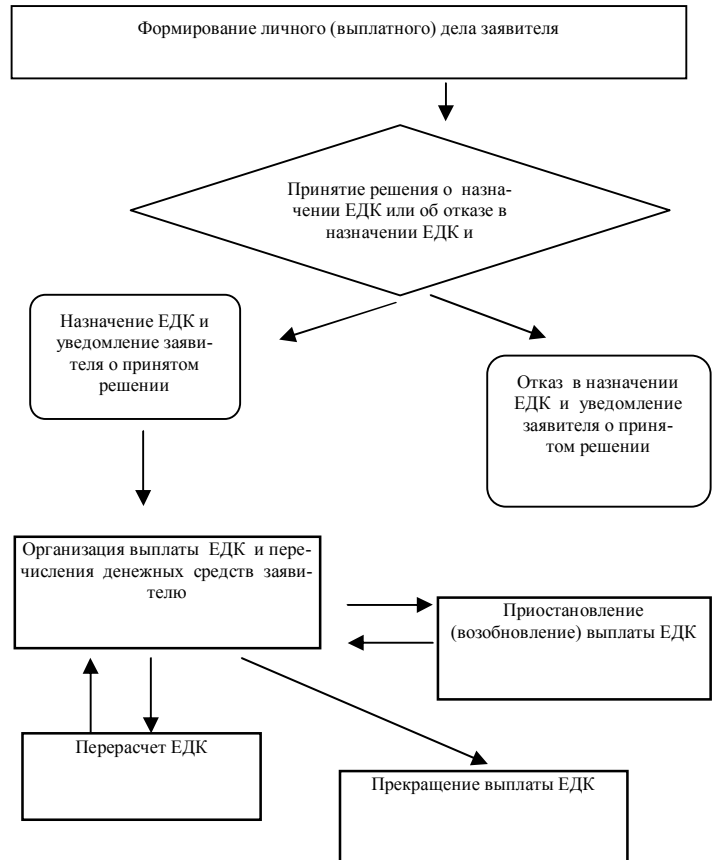 Формирование личного (выплатного) дела заявителя
Принятие решения о назна-
чении ЕДК или об отказе в
назначении ЕДК и
Назначение ЕДК и
уведомление заяви-
теля о принятом
решении
Отказ в назначении
ЕДК и уведомление
заявителя о приня-
том решении
Организация выплаты ЕДК и пере-
числения денежных средств заяви-
телю
Приостановление
(возобновление) выплаты ЕДК
Перерасчет ЕДК
Прекращение выплаты ЕДК